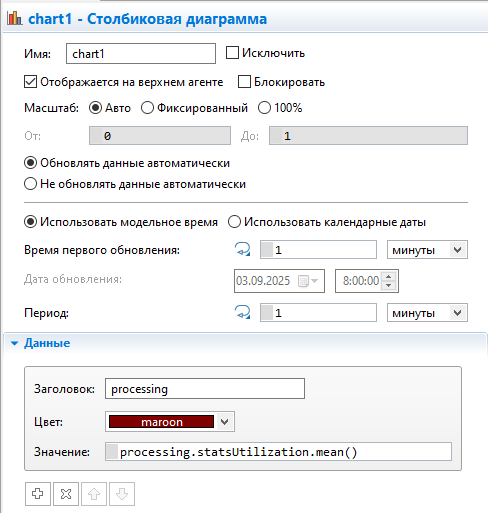 chart1 - Столбиковая диаграмма
Имя: chart1 Исключить
Отображается на верхнем агенте Блокировать
Масштаб: Авто Фиксированный 100%
От: 0 До: 1
Обновлять данные автоматически
Не обновлять данные автоматически
Использовать модельное время Использовать календарные даты
Время первого обновления: 1 минуты
Дата обновления: 03.09.2025 8:00:00
Период: 1 минуты
Данные
Заголовок: processing
Цвет: maroon
Значение: processing.statsUtilization.mean()